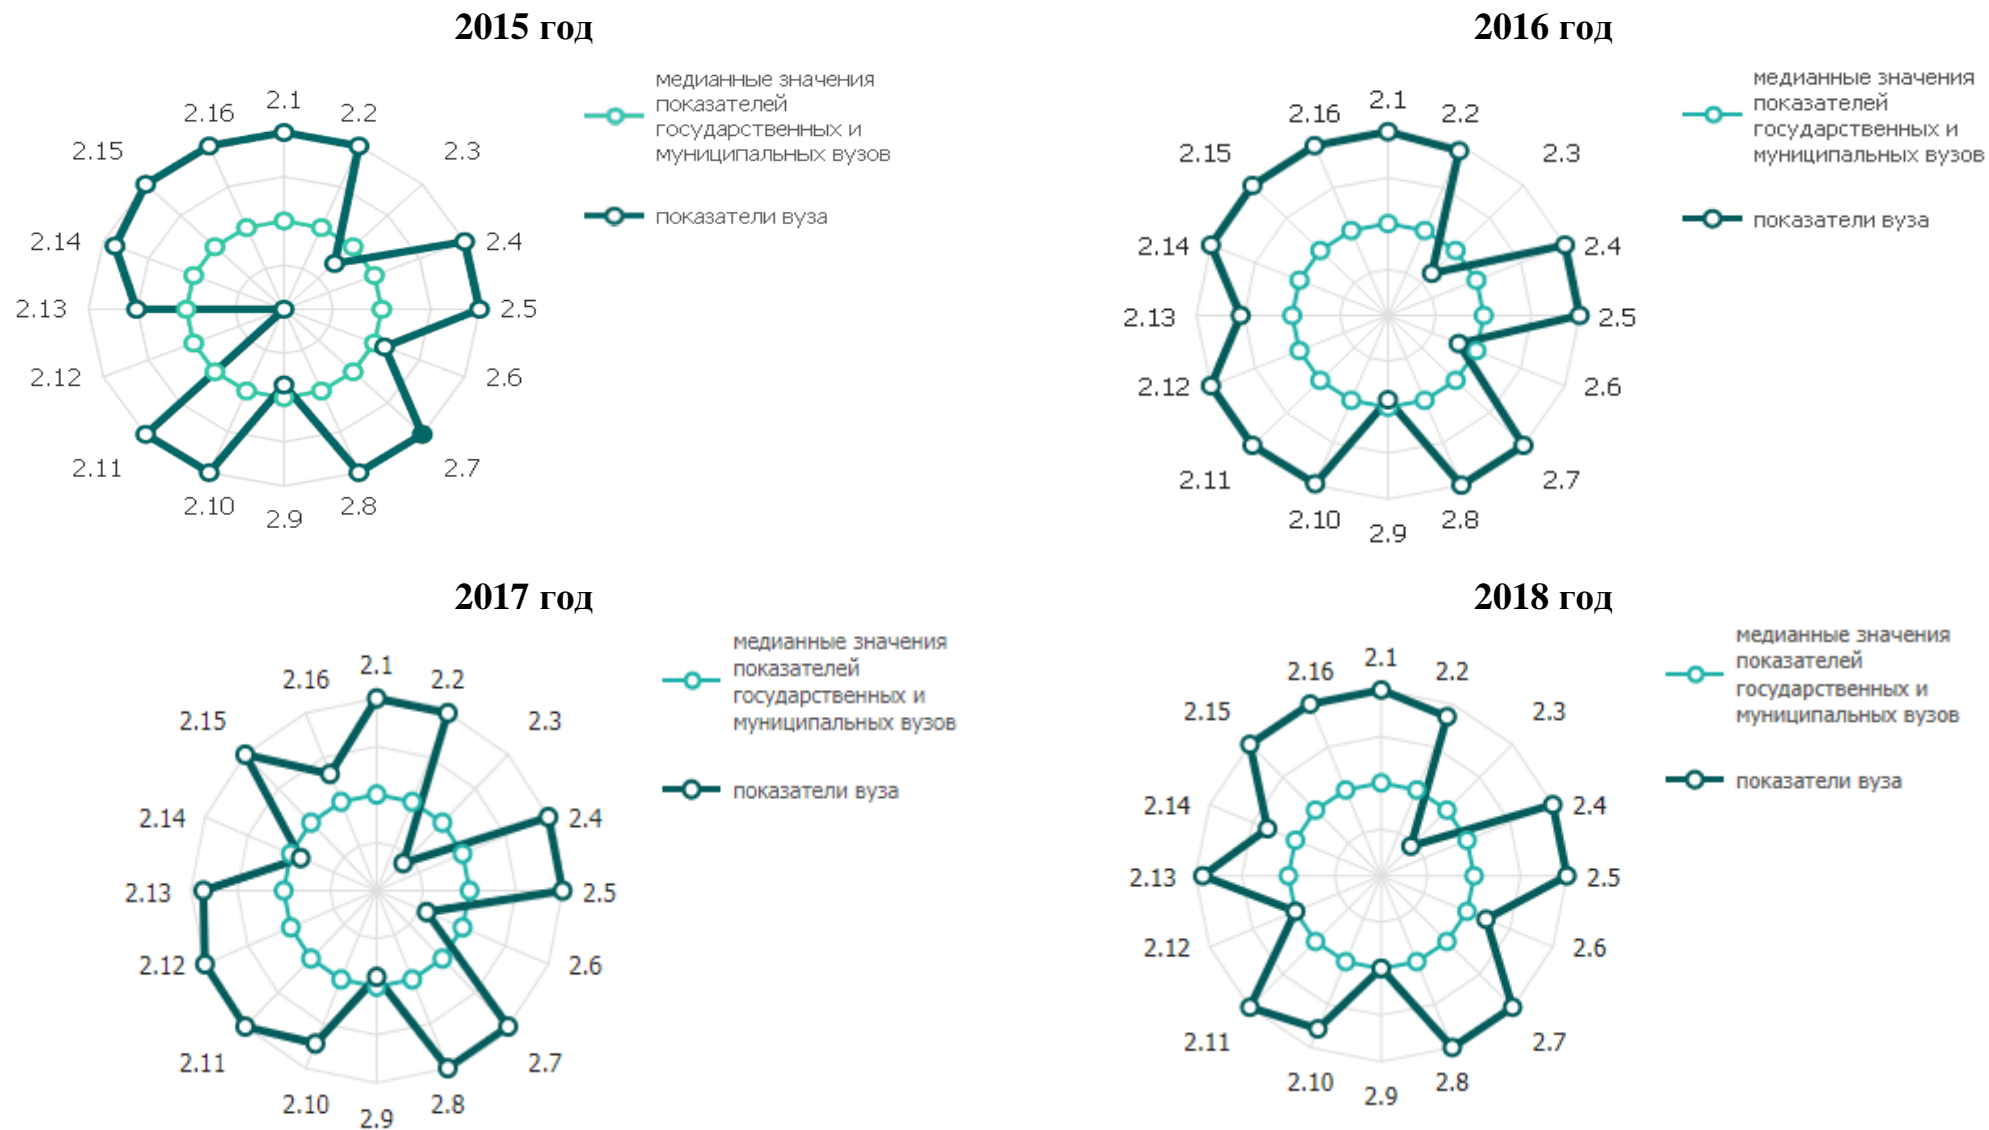 2015 год
2.1
2.2
2.3
2.4
2.5
2.6
2.7
2.8
2.9
2.10
2.11
2.12
2.13
2.14
2.15
2.16
медианные значения
показателей
государственных и
муниципальных вузов
показатели вуза
2016 год
2.1
2.2
2.3
2.4
2.5
2.6
2.7
2.8
2.9
2.10
2.11
2.12
2.13
2.14
2.15
2.16
медианные значения
показателей
государственных и
муниципальных вузов
показатели вуза
2017 год
2.1
2.2
2.3
2.4
2.5
2.6
2.7
2.8
2.9
2.10
2.11
2.12
2.13
2.14
2.15
2.16
медианные значения
показателей
государственных и
муниципальных вузов
показатели вуза
2018 год
2.1
2.2
2.3
2.4
2.5
2.6
2.7
2.8
2.9
2.10
2.11
2.12
2.13
2.14
2.15
2.16
медианные значения
показателей
государственных и
муниципальных вузов
показатели вуза